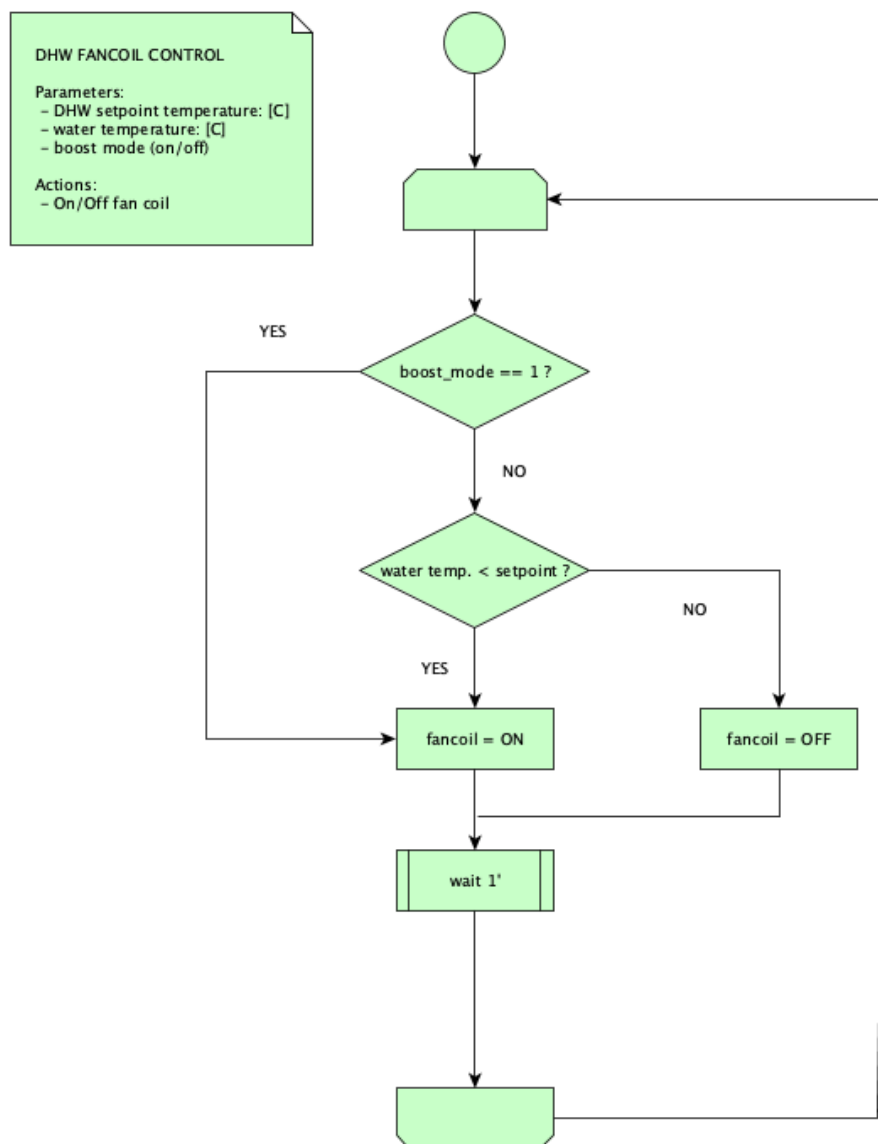 DHW FANCOIL CONTROL
Parameters:
- DHW setpoint temperature: [C]
- water temperature: [C]
- boost mode (on/off)
Actions:
- On/Off fan coil
YES
boost_mode == 1 ?
NO
water temp. < setpoint ?
NO
YES
fancoil = ON
fancoil = OFF
wait 1'